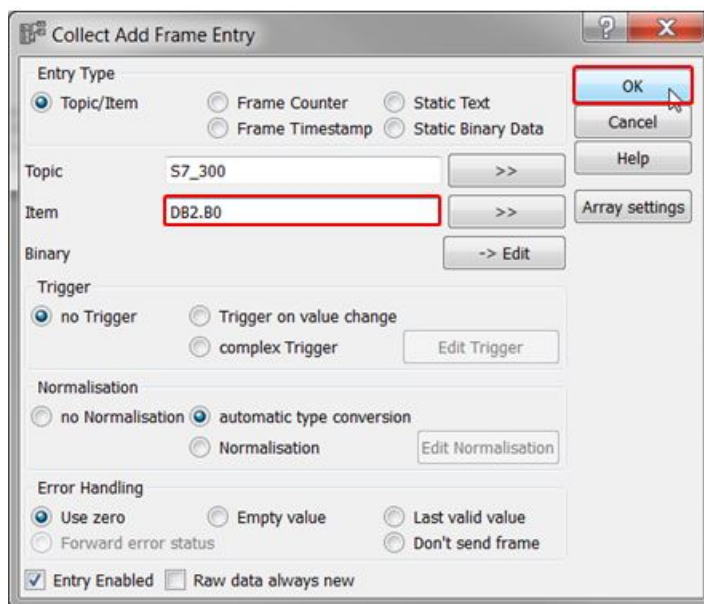 Collect Add Frame Entry
Entry Type
Topic/Item
Frame Counter
Static Text
Frame Timestamp
Static Binary Data
OK
Cancel
Help
Array settings
Topic
S7_300
>>
Item
DB2.B0
>>
Binary
-> Edit
Trigger
no Trigger
Trigger on value change
complex Trigger
Edit Trigger
Normalisation
no Normalisation
automatic type conversion
Normalisation
Edit Normalisation
Error Handling
Use zero
Empty value
Last valid value
Forward error status
Don't send frame
Entry Enabled
Raw data always new